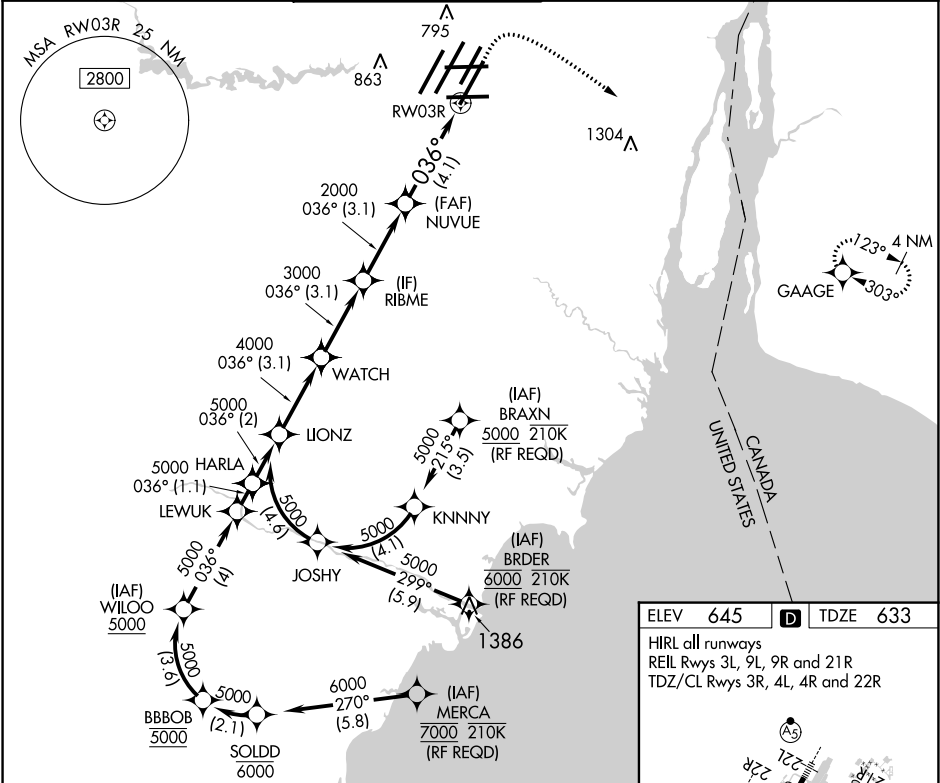 MSA RW03R 25 NM
2800
795
863
RW03R
1304
036°
(4.1)
2000
036° (3.1)
(FAF)
NUVUE
123°
4 NM
303°
GAAGE
3000
036° (3.1)
(IF)
RIBME
4000
036° (3.1)
WATCH
5000
036° (2)
LIONZ
(IAF)
BRAXN
5000 210K
(RF REQD)
5000
215°
(3.5)
CANADA
UNITED STATES
HARLA
5000
036° (1.1)
LEWUK
5000
(4.6)
KNNNY
5000
(4.1)
JOSHY
(IAF)
BRDER
6000 210K
(RF REQD)
5000
299°
(5.9)
1386
5000
036°
(4)
(IAF)
WILOO
5000
5000
(3.6)
BBBOB
5000
5000
(2.1)
SOLDD
6000
6000
270°
(5.8)
(IAF)
MERCA
7000 210K
(RF REQD)
ELEV 645 D TDZE 633
HIRL all runways
REIL Rwys 3L, 9L, 9R and 21R
TDZ/CL Rwys 3R, 4L, 4R and 22R
A5
22R
22L